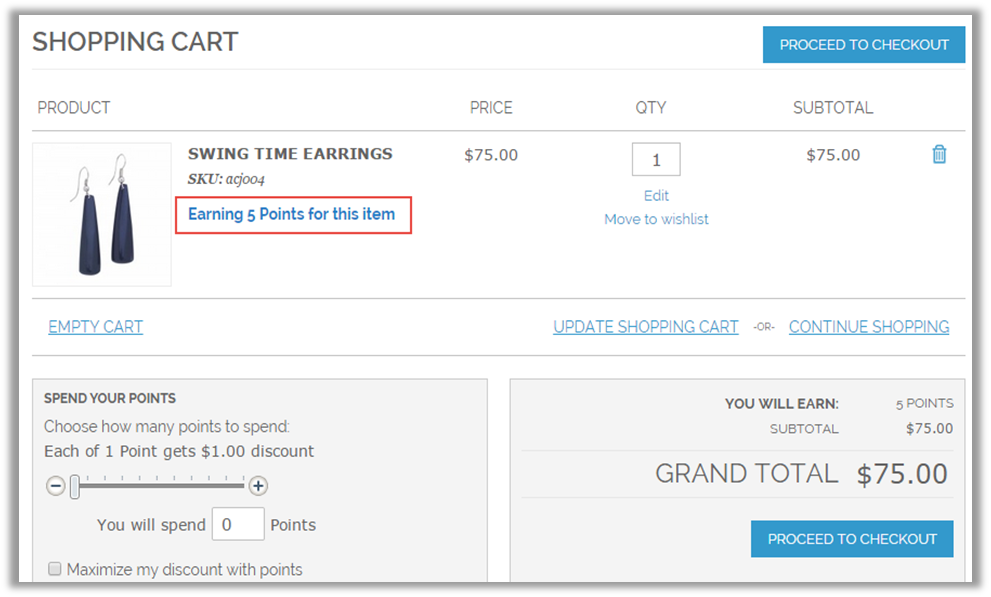 SHOPPING CART
PROCEED TO CHECKOUT
PRODUCT PRICE QTY SUBTOTAL
SWING TIME EARRINGS $75.00 1 $75.00
SKU: acj004
Earning 5 Points for this item
Edit
Move to wishlist
EMPTY CART UPDATE SHOPPING CART -OR- CONTINUE SHOPPING
SPEND YOUR POINTS
Choose how many points to spend:
Each of 1 Point gets $1.00 discount
You will spend 0 Points
Maximize my discount with points
YOU WILL EARN: 5 POINTS
SUBTOTAL $75.00
GRAND TOTAL $75.00
PROCEED TO CHECKOUT